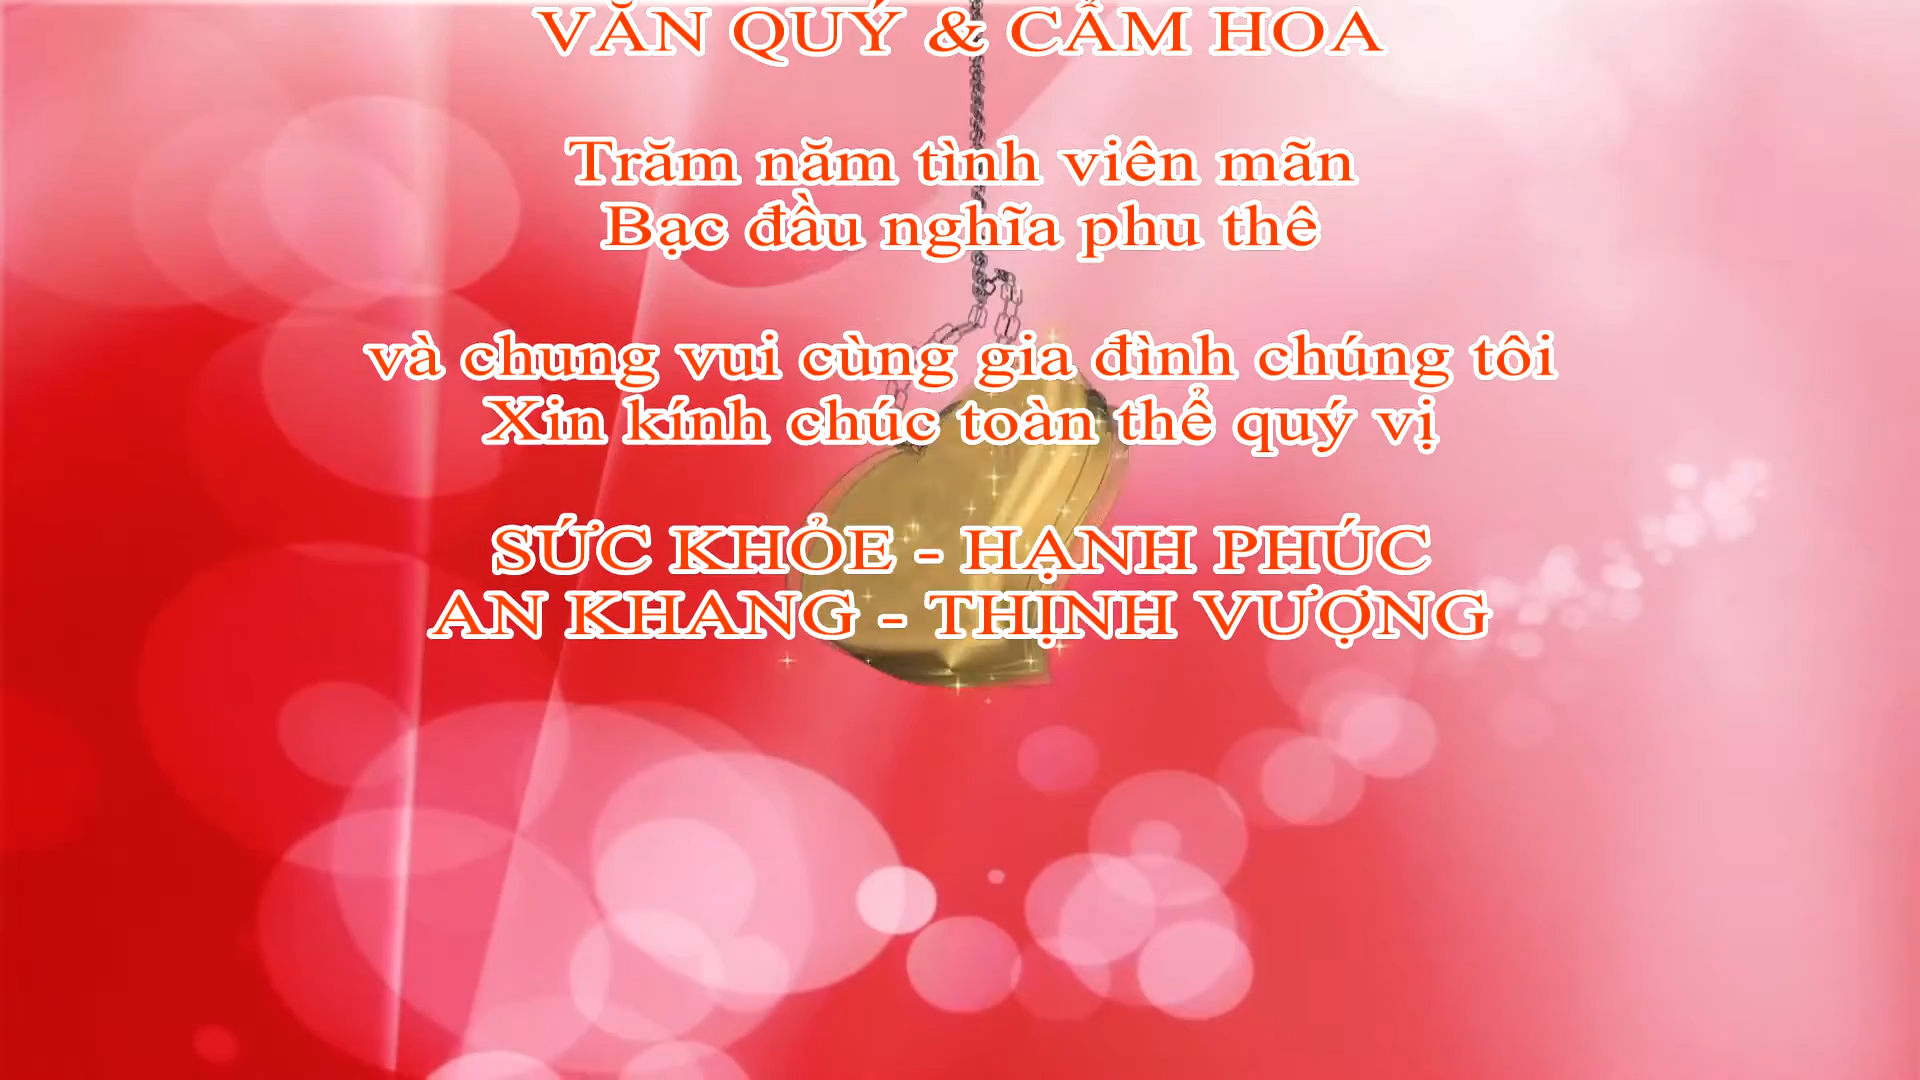 VĂN QUÝ & CẨM HOA
Trăm năm tình viên mãn
Bạc đầu nghĩa phu thê
và chung vui cùng gia đình chúng tôi
Xin kính chúc toàn thể quý vị
SỨC KHỎE - HẠNH PHÚC
AN KHANG - THỊNH VƯỢNG